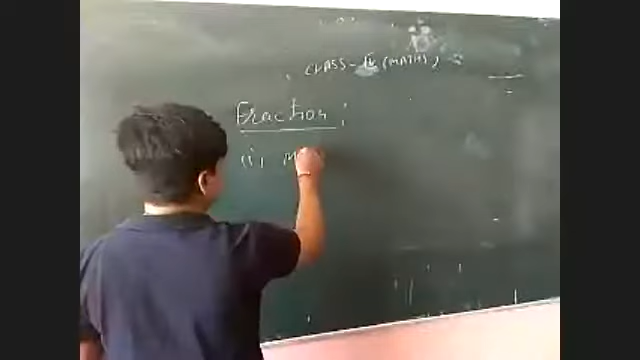 CLASS-IV (MATHS)
Fraction :
(i)